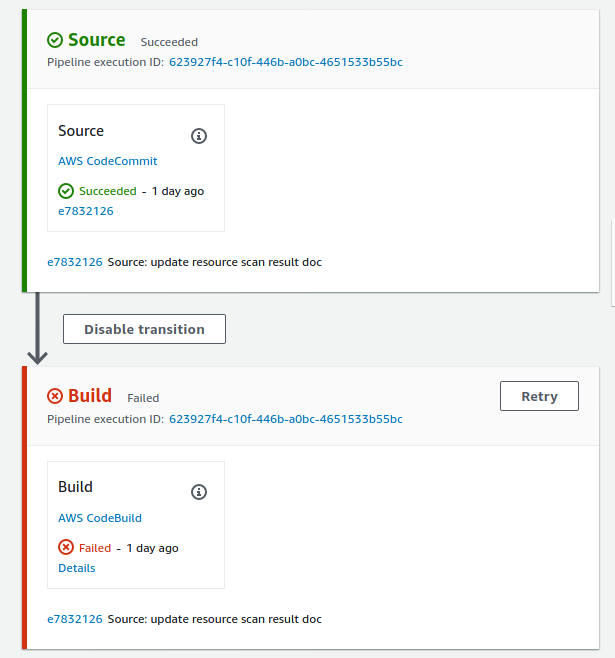 Source Succeeded
Pipeline execution ID: 623927f4-c10f-446b-a0bc-4651533b55bc
Source
AWS CodeCommit
Succeeded - 1 day ago
e7832126
e7832126 Source: update resource scan result doc
Disable transition
Build Failed
Retry
Pipeline execution ID: 623927f4-c10f-446b-a0bc-4651533b55bc
Build
AWS CodeBuild
Failed - 1 day ago
Details
e7832126 Source: update resource scan result doc